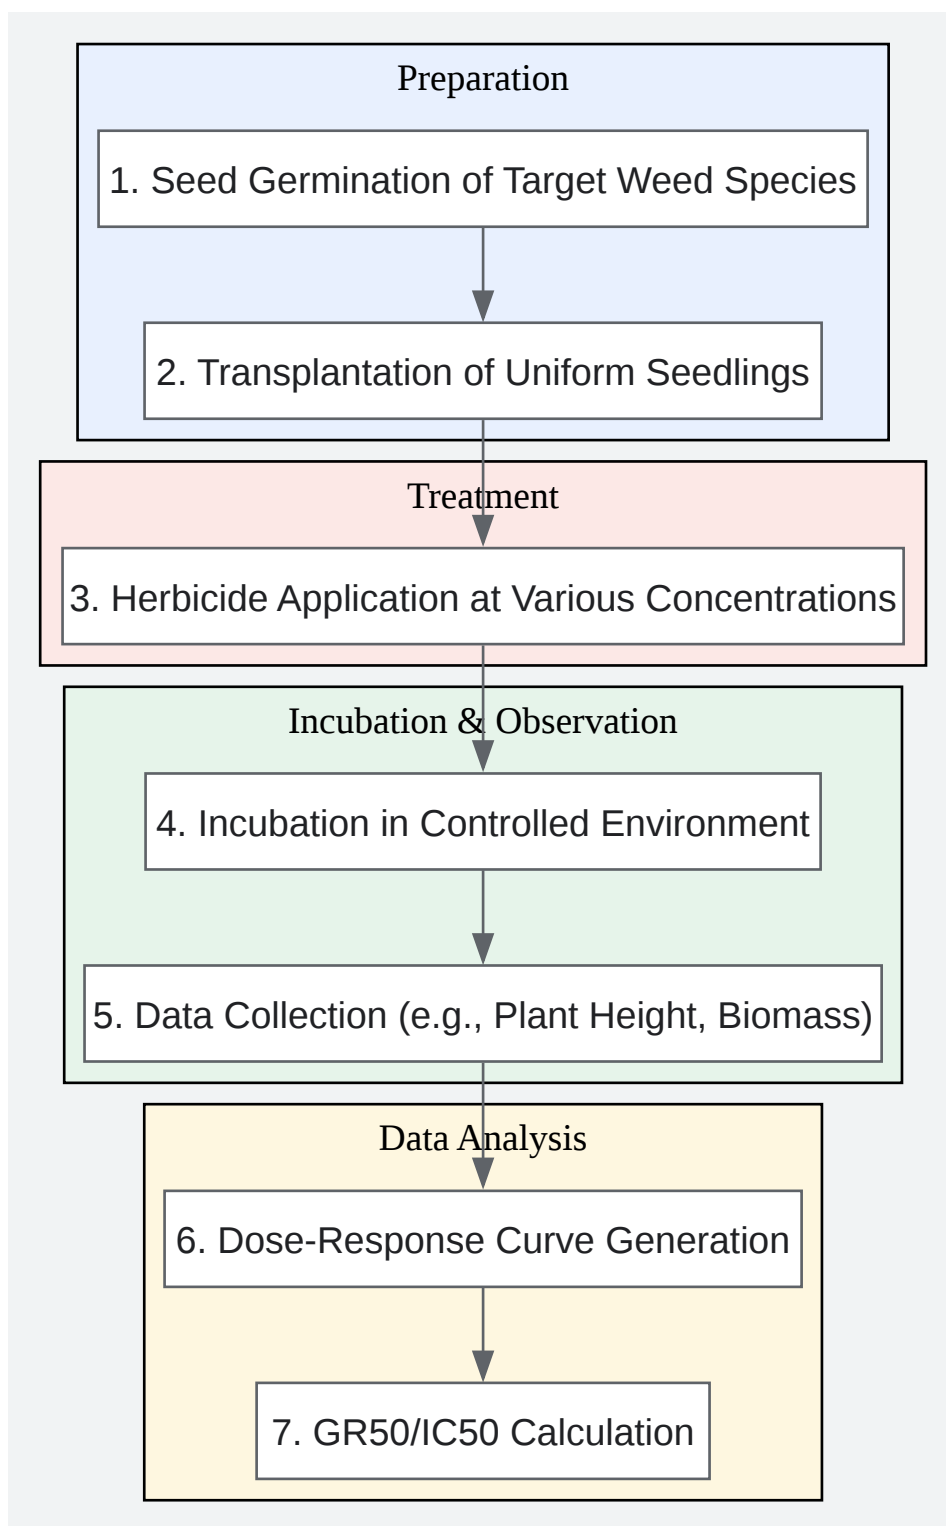 Preparation
1. Seed Germination of Target Weed Species
2. Transplantation of Uniform Seedlings
Treatment
3. Herbicide Application at Various Concentrations
Incubation & Observation
4. Incubation in Controlled Environment
5. Data Collection (e.g., Plant Height, Biomass)
Data Analysis
6. Dose-Response Curve Generation
7. GR50/IC50 Calculation